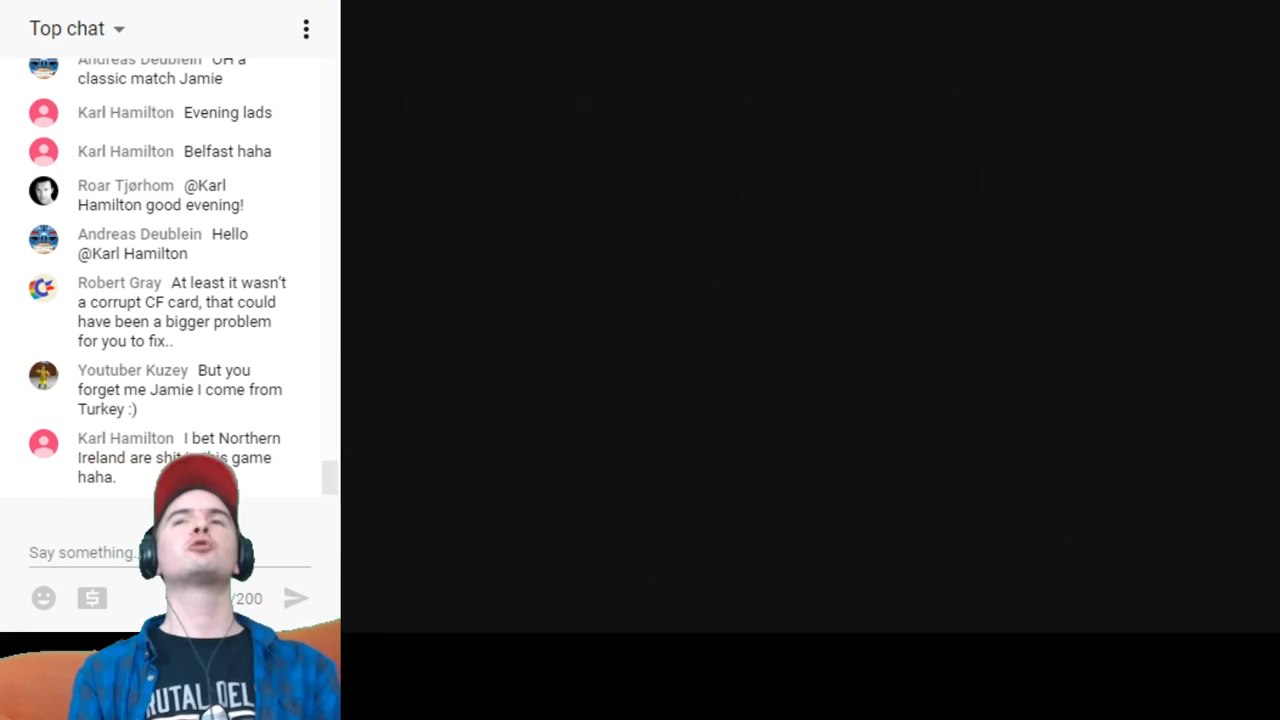 Top chat
Andreas Deublein OH a
classic match Jamie
Karl Hamilton Evening lads
Karl Hamilton Belfast haha
Roar Tjørhom @Karl
Hamilton good evening!
Andreas Deublein Hello
@Karl Hamilton
Robert Gray At least it wasn't
a corrupt CF card, that could
have been a bigger problem
for you to fix..
Youtuber Kuzey But you
forget me Jamie I come from
Turkey :)
Karl Hamilton I bet Northern
Ireland are shit this game
haha.
Say something..
/200